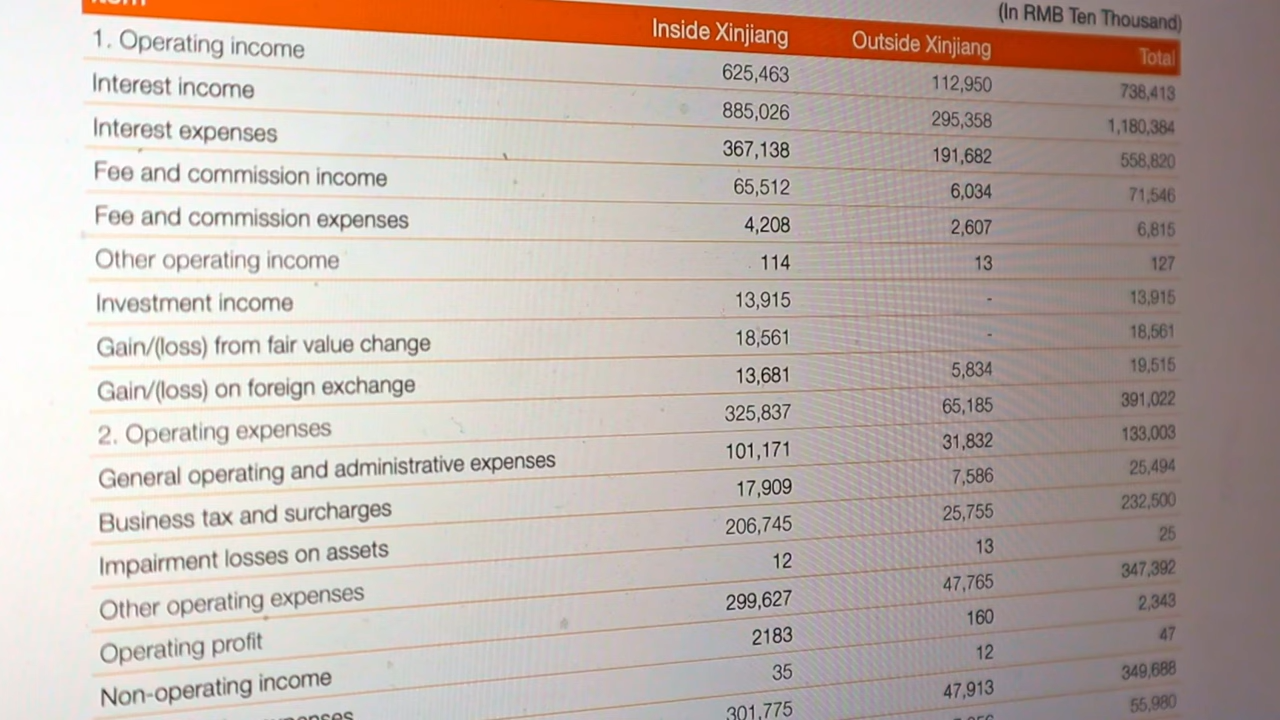 (In RMB Ten Thousand)
Item Inside Xinjiang Outside Xinjiang Total
1. Operating income 625,463 112,950 738,413
Interest income 885,026 295,358 1,180,384
Interest expenses 367,138 191,682 558,820
Fee and commission income 65,512 6,034 71,546
Fee and commission expenses 4,208 2,607 6,815
Other operating income 114 13 127
Investment income 13,915 - 13,915
Gain/(loss) from fair value change 18,561 - 18,561
Gain/(loss) on foreign exchange 13,681 5,834 19,515
2. Operating expenses 325,837 65,185 391,022
General operating and administrative expenses 101,171 31,832 133,003
Business tax and surcharges 17,909 7,586 25,494
Impairment losses on assets 206,745 25,755 232,500
Other operating expenses 12 13 25
Operating profit 299,627 47,765 347,392
Non-operating income 2183 160 2,343
35 12 47
301,775 47,913 349,688
55,980